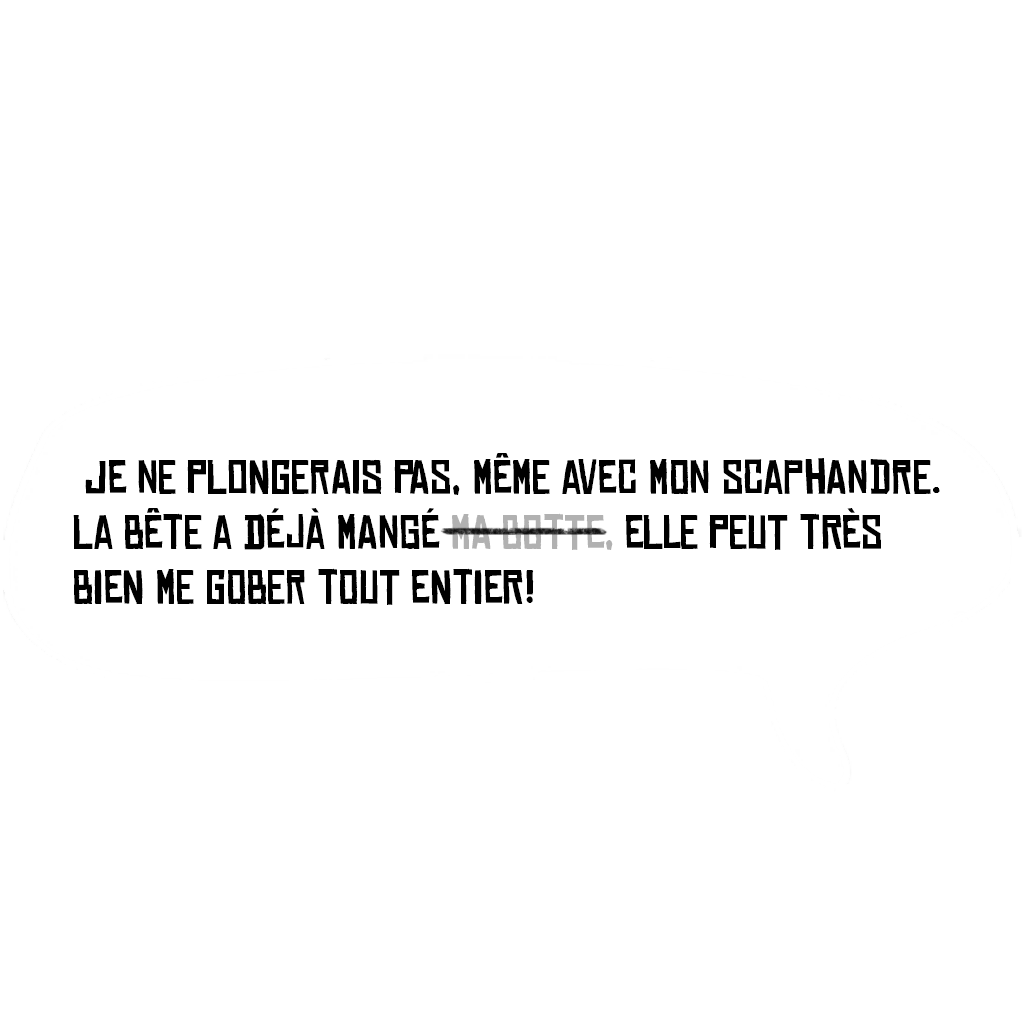 JE NE PLONGERAIS PAS, MÊME AVEC MON SCAPHANDRE.
LA BÊTE A DÉJÀ MANGÉ MA BOTTE, ELLE PEUT TRÈS
BIEN ME GOBER TOUT ENTIER!